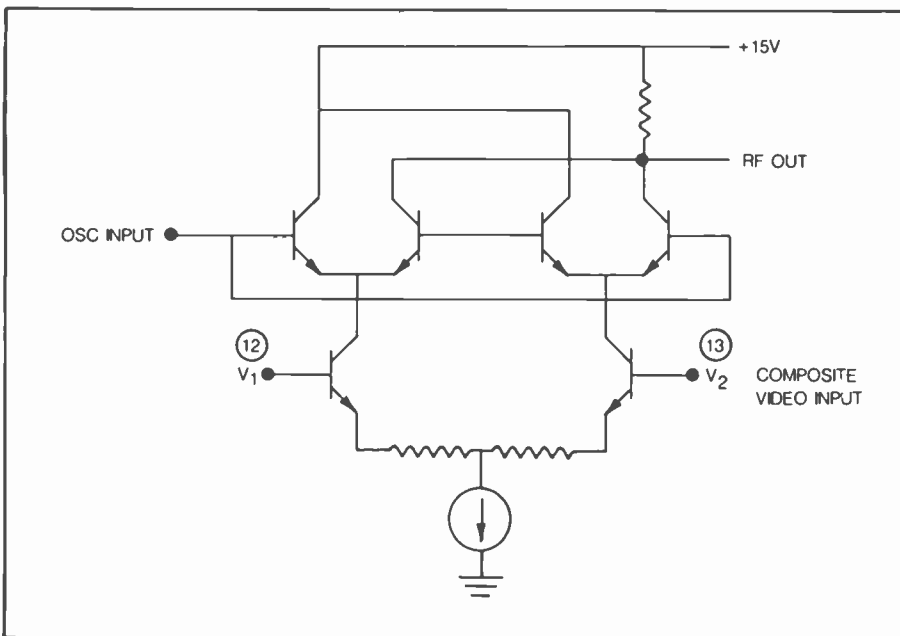 +15V
RF OUT
OSC INPUT
12
V1
13
V2
COMPOSITE
VIDEO INPUT